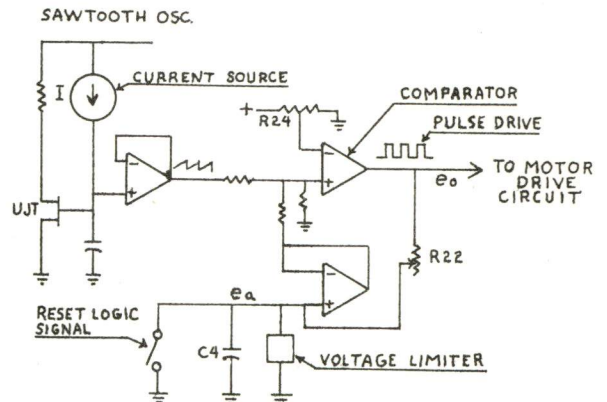 SAWTOOTH OSC.
I
CURRENT SOURCE
UJT
+
R24
COMPARATOR
PULSE DRIVE
-
+
-
+
e₀
TO MOTOR
DRIVE
CIRCUIT
R22
-
+
ea
RESET LOGIC
SIGNAL
C4
VOLTAGE LIMITER